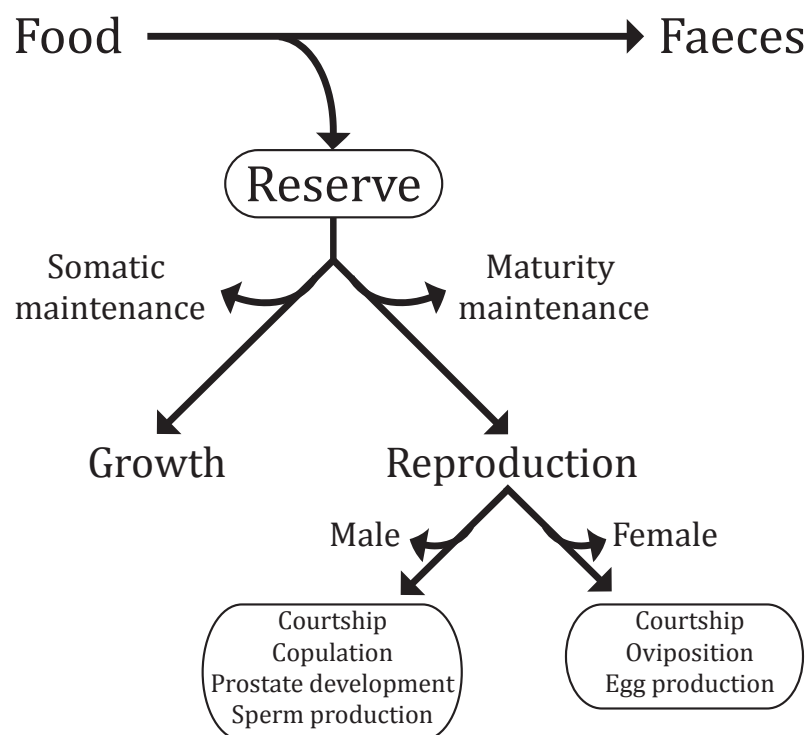 Food
Faeces
Reserve
Somatic
maintenance
Maturity
maintenance
Growth
Reproduction
Male
Female
Courtship
Copulation
Prostate development
Sperm production
Courtship
Oviposition
Egg production